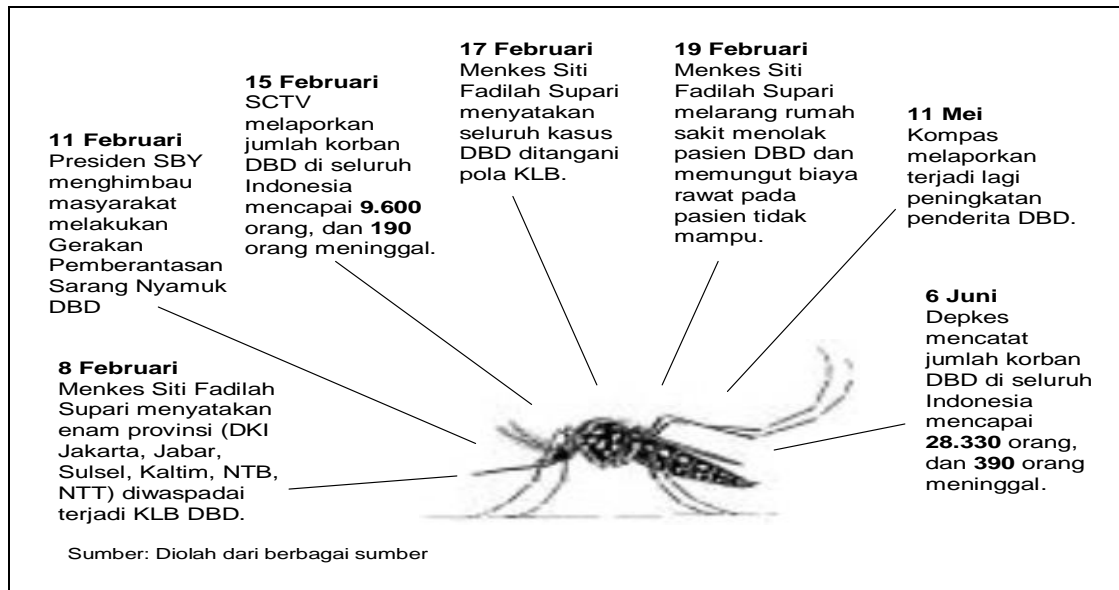 8 Februari
Menkes Siti Fadilah
Supari menyatakan
enam provinsi (DKI
Jakarta, Jabar,
Sulsel, Kaltim, NTB,
NTT) diwaspadai
terjadi KLB DBD.
11 Februari
Presiden SBY
menghimbau
masyarakat
melakukan
Gerakan
Pemberantasan
Sarang Nyamuk
DBD
15 Februari
SCTV
melaporkan
jumlah korban
DBD di seluruh
Indonesia
mencapai 9.600
orang, dan 190
orang meninggal.
17 Februari
Menkes Siti
Fadilah Supari
menyatakan
seluruh kasus
DBD ditangani
pola KLB.
19 Februari
Menkes Siti
Fadilah Supari
melarang rumah
sakit menolak
pasien DBD dan
memungut biaya
rawat pada
pasien tidak
mampu.
11 Mei
Kompas
melaporkan
terjadi lagi
peningkatan
penderita DBD.
6 Juni
Depkes
mencatat
jumlah korban
DBD di seluruh
Indonesia
mencapai
28.330 orang,
dan 390 orang
meninggal.
Sumber: Diolah dari berbagai sumber